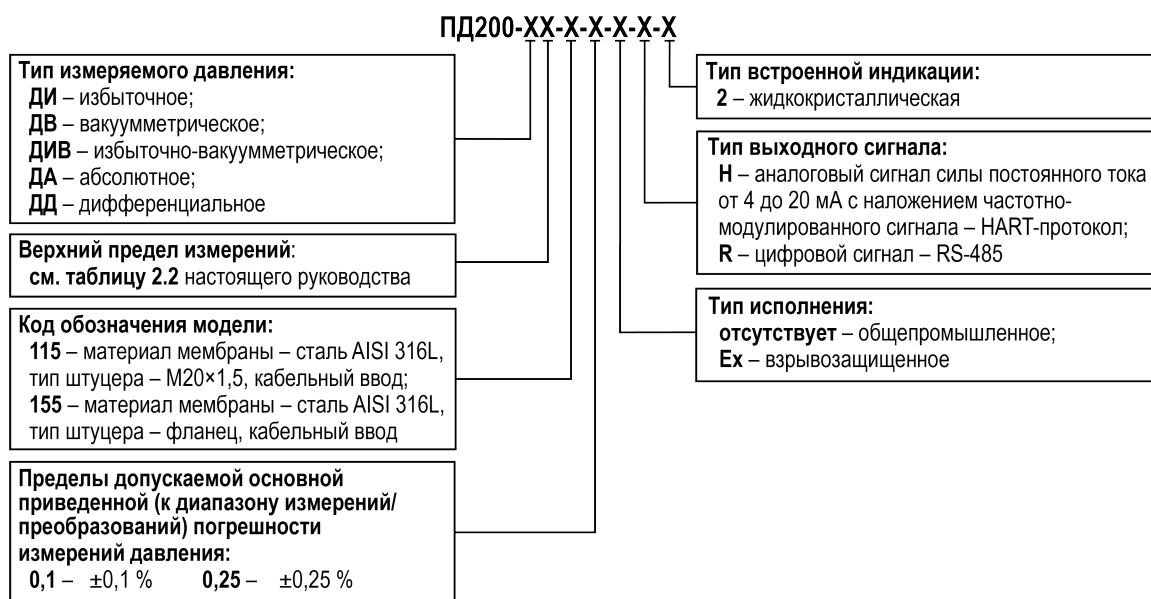 ПД200-ХХ-Х-Х-Х-Х-Х
Тип измеряемого давления:
ДИ – избыточное;
ДВ – вакуумметрическое;
ДИВ – избыточно-вакуумметрическое;
ДА – абсолютное;
ДД – дифференциальное
Верхний предел измерений:
см. таблицу 2.2 настоящего руководства
Код обозначения модели:
115 – материал мембраны – сталь AISI 316L,
тип штуцера – М20×1,5, кабельный ввод;
155 – материал мембраны – сталь AISI 316L,
тип штуцера – фланец, кабельный ввод
Пределы допускаемой основной
приведенной (к диапазону измерений/
преобразований) погрешности
измерений давления:
0,1 – ±0,1 % 0,25 – ±0,25 %
Тип встроенной индикации:
2 – жидкокристаллическая
Тип выходного сигнала:
Н – аналоговый сигнал силы постоянного тока
от 4 до 20 мА с наложением частотно-
модулированного сигнала – HART-протокол;
R – цифровой сигнал – RS-485
Тип исполнения:
отсутствует – общепромышленное;
Ex – взрывозащищенное